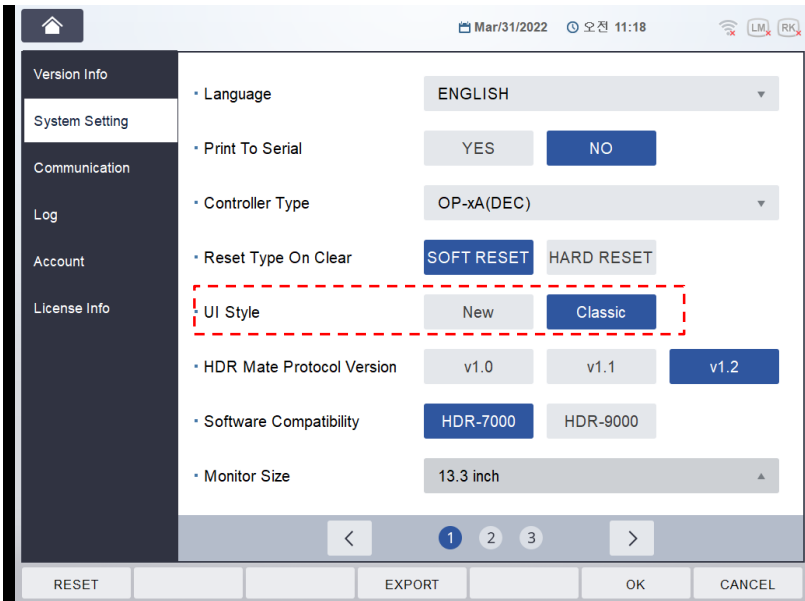 Mar/31/2022 오전 11:18 LM RK
Version Info
System Setting
Communication
Log
Account
License Info
Language ENGLISH
Print To Serial YES NO
Controller Type OP-xA(DEC)
Reset Type On Clear SOFT RESET HARD RESET
UI Style New Classic
HDR Mate Protocol Version v1.0 v1.1 v1.2
Software Compatibility HDR-7000 HDR-9000
Monitor Size 13.3 inch
< 1 2 3 >
RESET EXPORT OK CANCEL